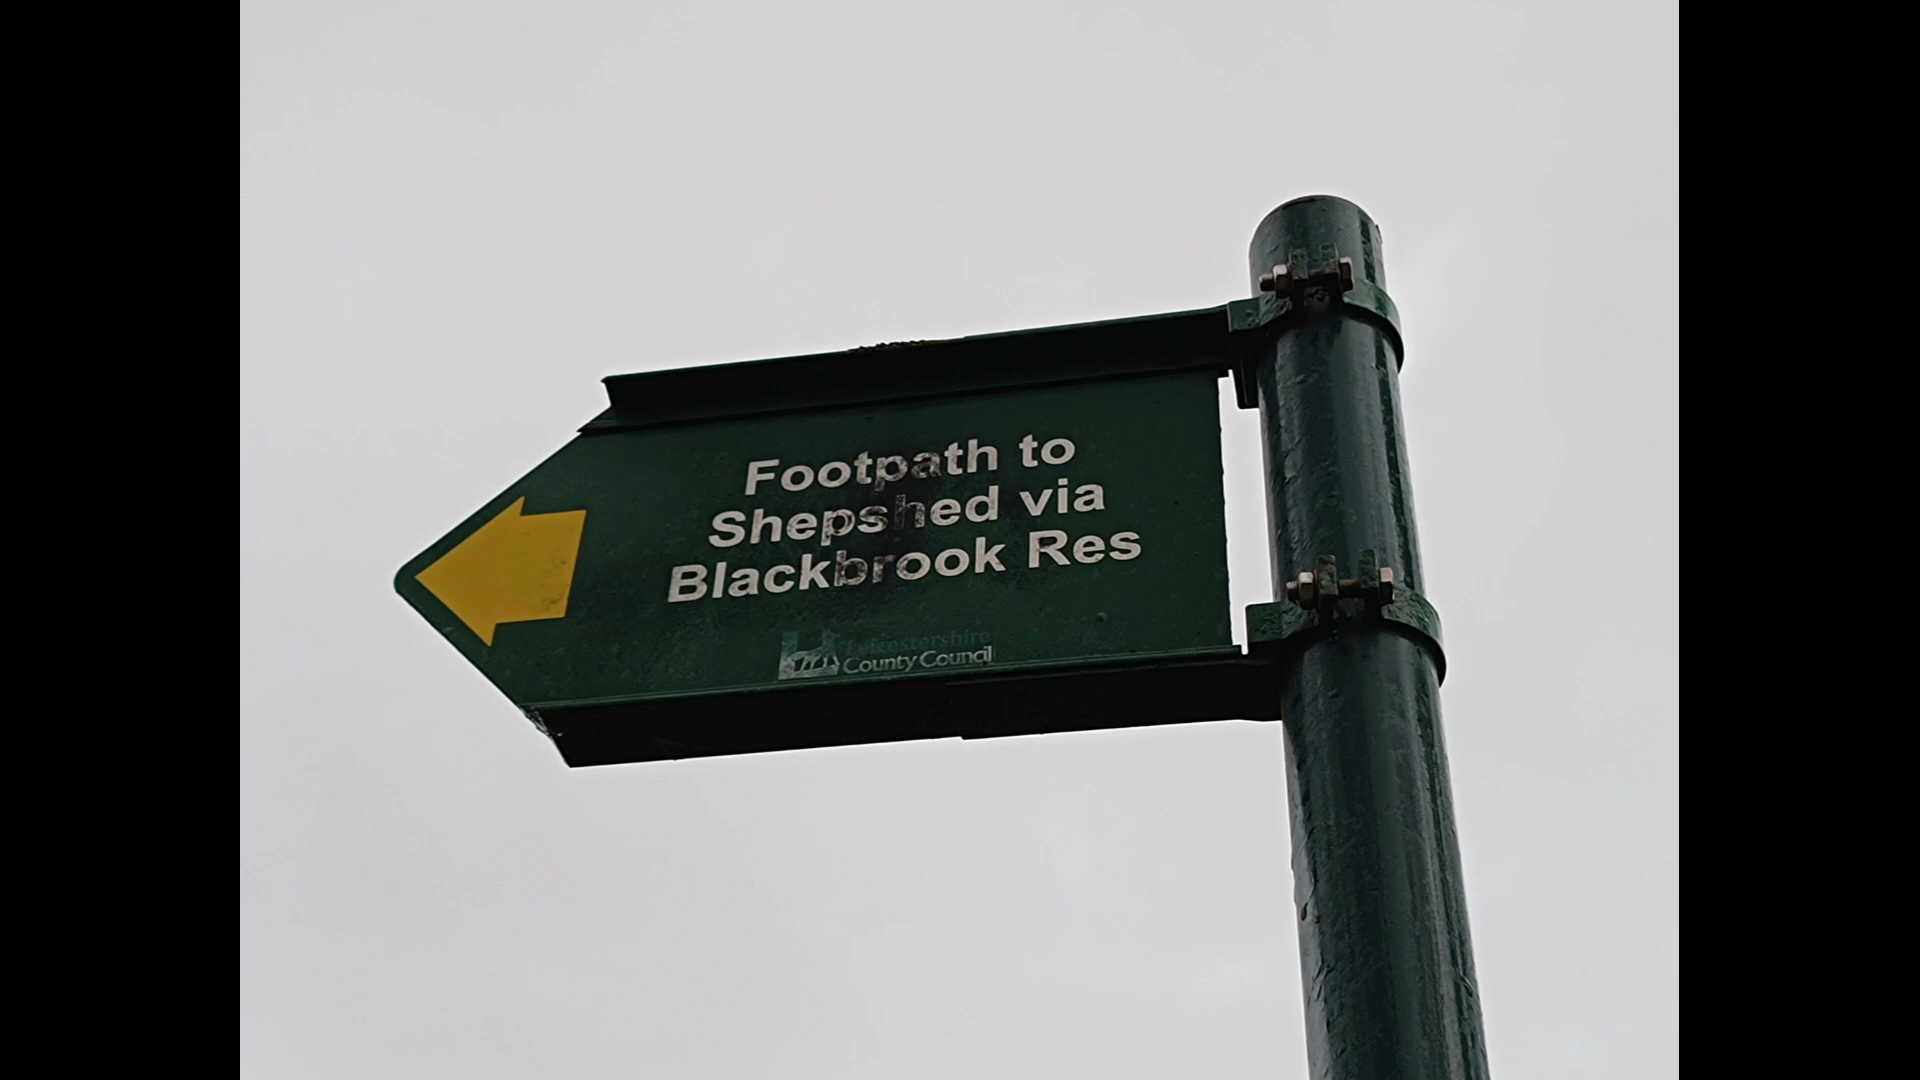 Footpath to
Shepshed via
Blackbrook Res
Leicestershire
County Council